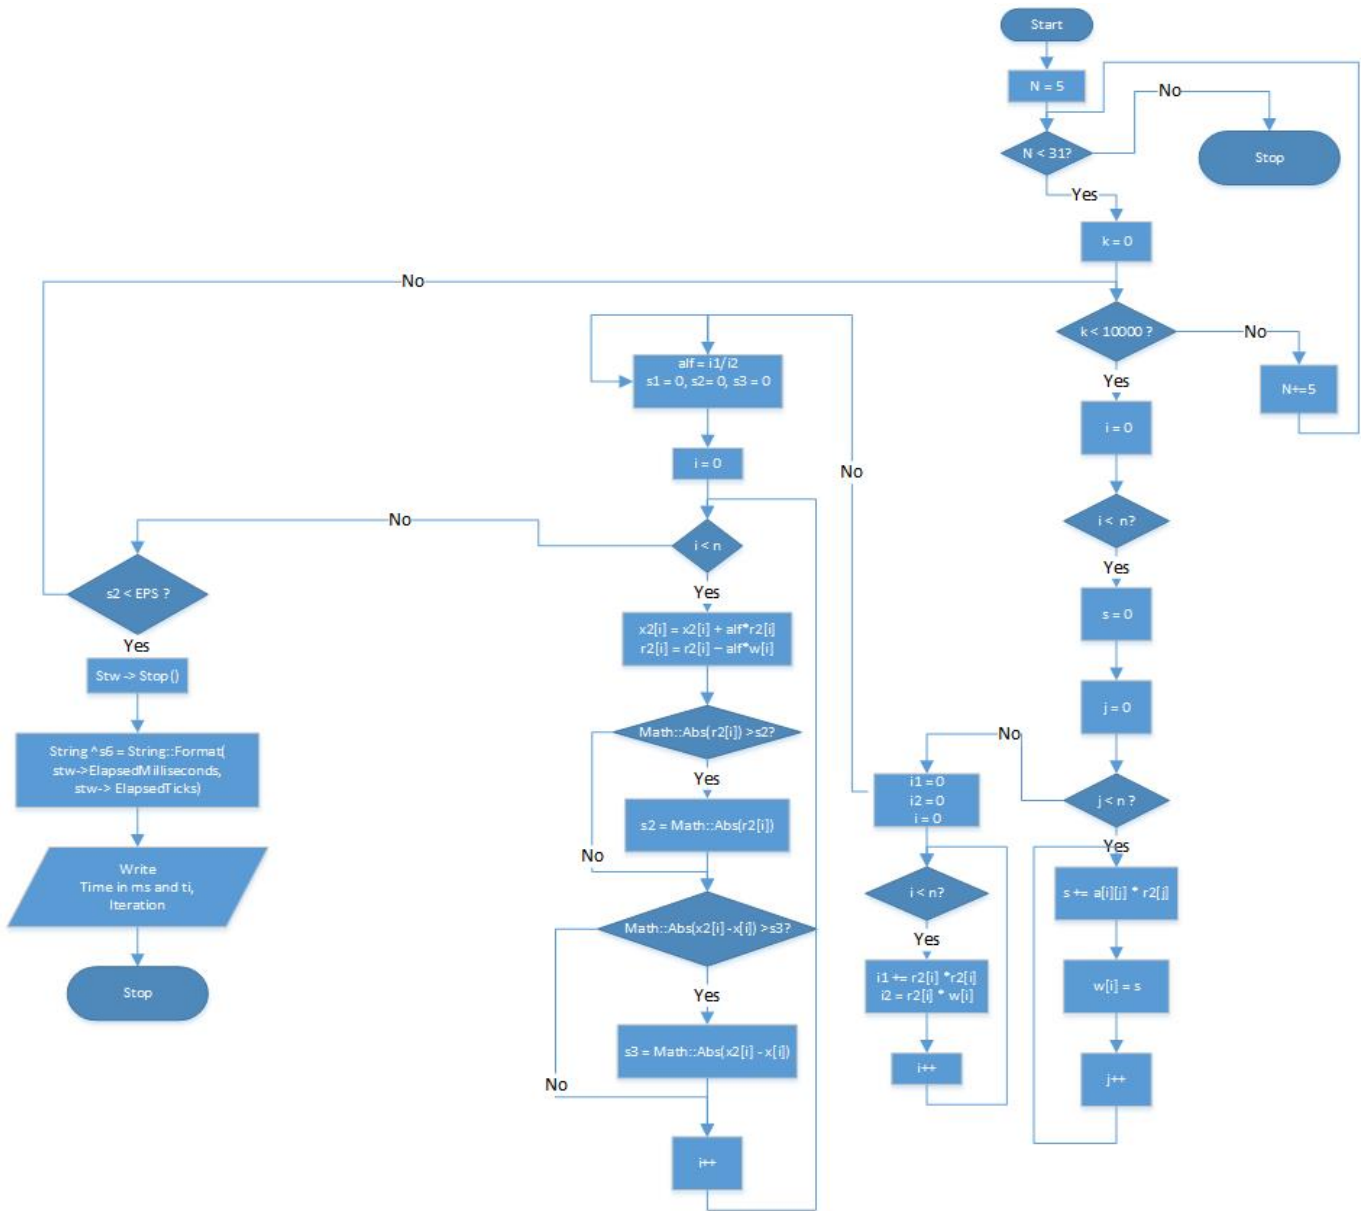 Start
N = 5
N < 31?
No
Stop
Yes
k = 0
No
k < 10000 ?
No
N+=5
Yes
i = 0
i < n?
Yes
s = 0
j = 0
j < n ?
Yes
s += a[i][j] * r2[j]
w[i] = s
j++
No
i1 = 0
i2 = 0
i = 0
i < n?
Yes
i1 += r2[i] *r2[i]
i2 = r2[i] * w[i]
i++
No
alf = i1/i2
s1 = 0, s2= 0, s3 = 0
i = 0
i < n
Yes
x2[i] = x2[i] + alf*r2[i]
r2[i] = r2[i] – alf*w[i]
Math::Abs(r2[i]) >s2?
Yes
s2 = Math::Abs(r2[i])
No
Math::Abs(x2[i] -x[i]) >s3?
Yes
s3 = Math::Abs(x2[i] - x[i])
No
i++
No
s2 < EPS ?
Yes
Stw -> Stop()
String ^s6 = String::Format(
stw->ElapsedMilliseconds,
stw-> ElapsedTicks)
Write
Time in ms and ti,
Iteration
Stop